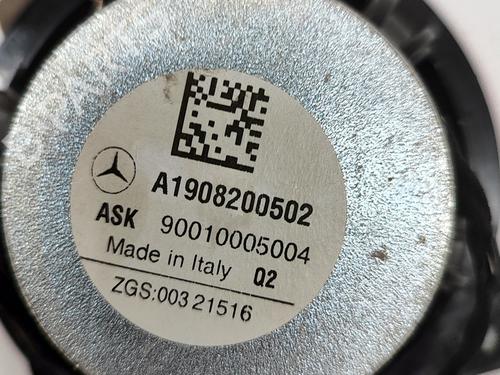 A1908200502
ASK 90010005004
Made in Italy Q2
ZGS:003 21516